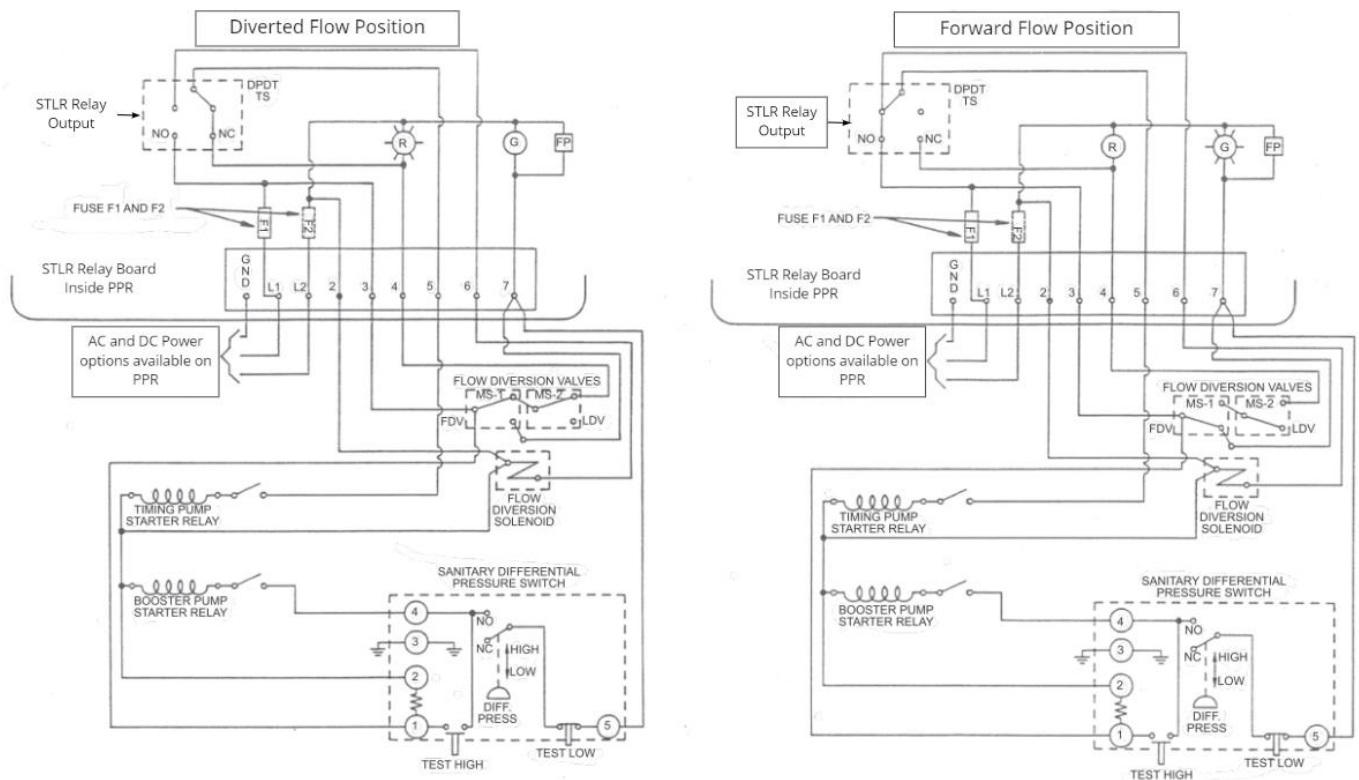 Diverted Flow Position
DPDT
TS
STLR Relay
Output
NO
NC
R
G
FP
FUSE F1 AND F2
F1
F2
STLR Relay Board
Inside PPR
GND
L1
L2
2
3
4
5
6
7
AC and DC Power
options available on
PPR
FLOW DIVERSION VALVES
MS-1
MS-2
FDV
LDV
FLOW
DIVERSION
SOLENOID
TIMING PUMP
STARTER RELAY
BOOSTER PUMP
STARTER RELAY
SANITARY DIFFERENTIAL
PRESSURE SWITCH
4
NO
3
NC
HIGH
LOW
2
DIFF.
PRESS
1
5
TEST LOW
TEST HIGH
Forward Flow Position
DPDT
TS
STLR Relay
Output
NO
NC
R
G
FP
FUSE F1 AND F2
F1
F2
STLR Relay Board
Inside PPR
GND
L1
L2
2
3
4
5
6
7
AC and DC Power
options available on
PPR
FLOW DIVERSION VALVES
MS-1
MS-2
FDV
LDV
FLOW
DIVERSION
SOLENOID
TIMING PUMP
STARTER RELAY
BOOSTER PUMP
STARTER RELAY
SANITARY DIFFERENTIAL
PRESSURE SWITCH
4
NO
3
NC
HIGH
LOW
2
DIFF.
PRESS
1
5
TEST LOW
TEST HIGH